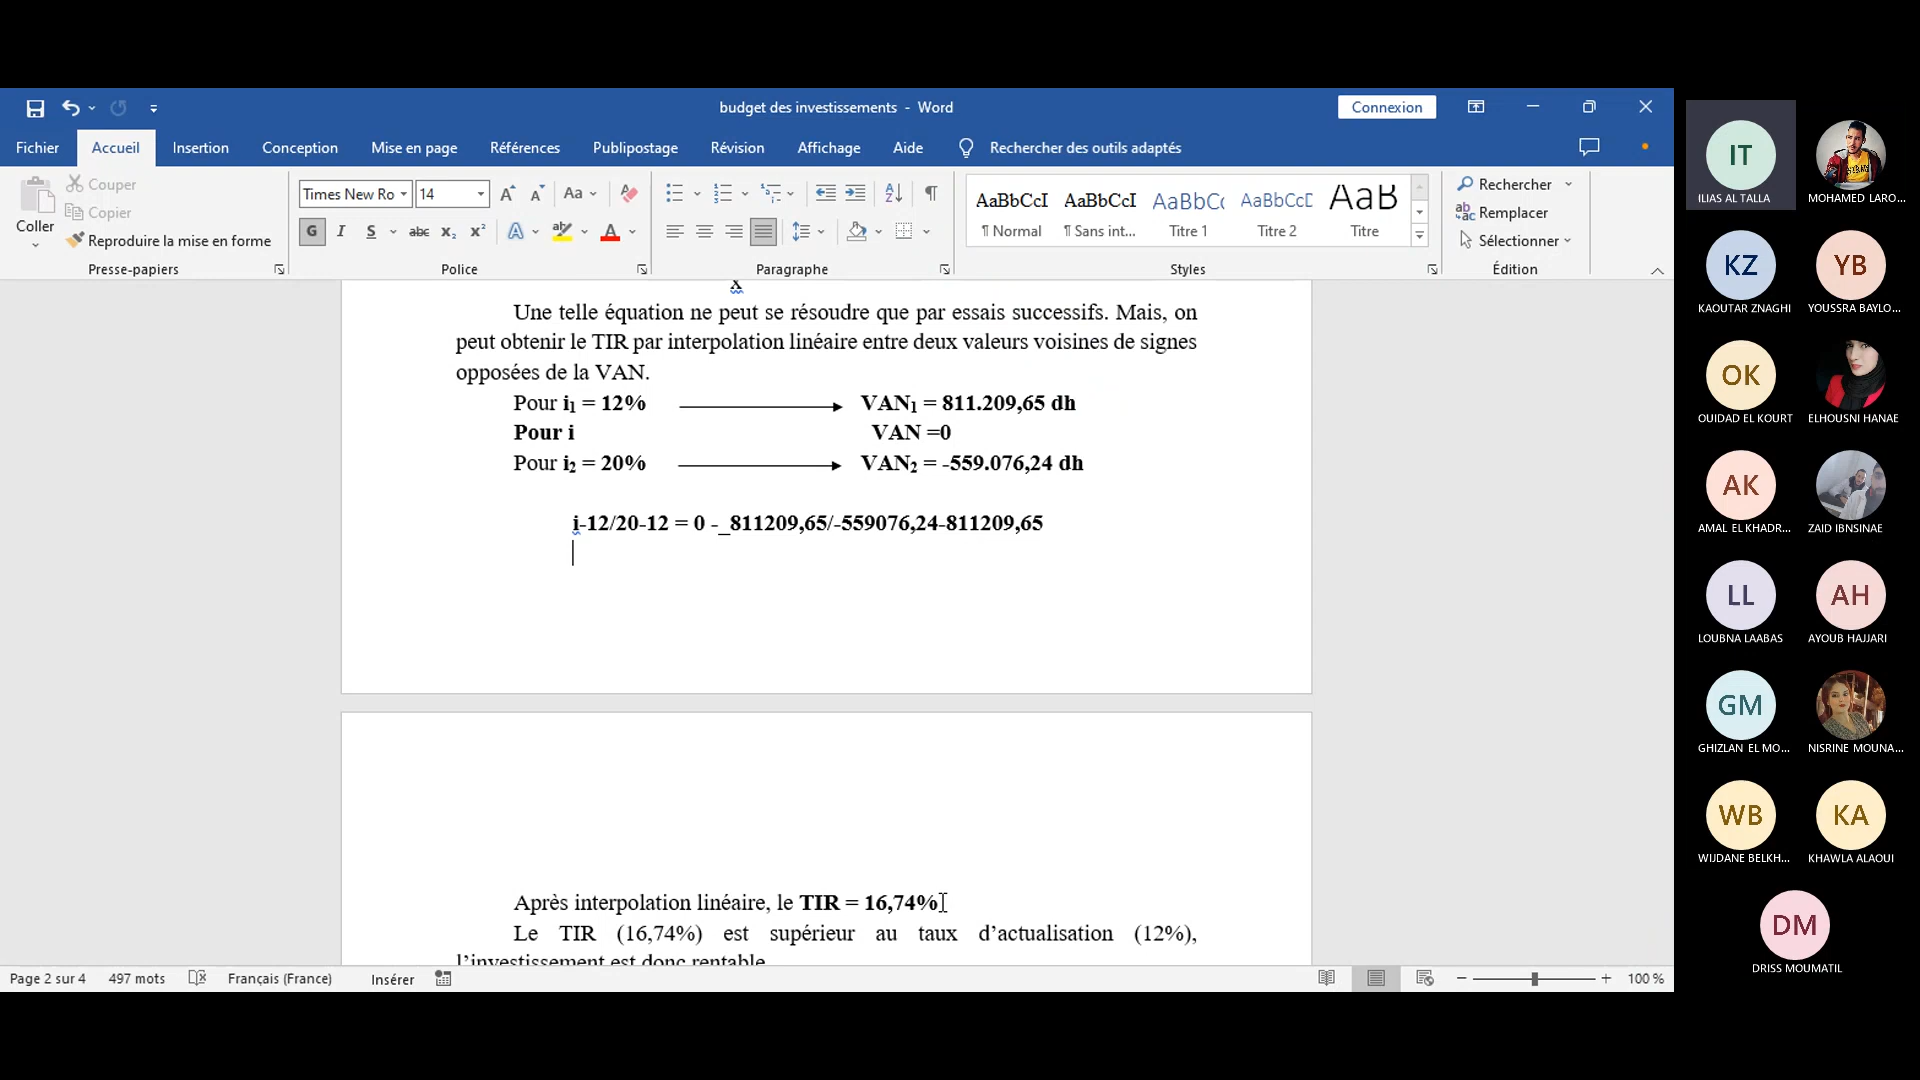 budget des investissements - Word
Connexion
Fichier Accueil Insertion Conception Mise en page Références Publipostage Révision Affichage Aide Rechercher des outils adaptés
Coller
Couper
Copier
Reproduire la mise en forme
Presse-papiers
Times New Ro 14
Aa
G I S abc x₂ x² A A
Police
Paragraphe
AaBbCcI AaBbCcI AaBbCc AaBbCcD AaB
¶ Normal ¶ Sans int... Titre 1 Titre 2 Titre
Styles
Rechercher
Remplacer
Sélectionner
Édition
x
Une telle équation ne peut se résoudre que par essais successifs. Mais, on
peut obtenir le TIR par interpolation linéaire entre deux valeurs voisines de signes
opposées de la VAN.
Pour i₁ = 12% VAN₁ = 811.209,65 dh
Pour i VAN =0
Pour i₂ = 20% VAN₂ = -559.076,24 dh
i-12/20-12 = 0 -_811209,65/-559076,24-811209,65
Après interpolation linéaire, le TIR = 16,74%
Le TIR (16,74%) est supérieur au taux d’actualisation (12%),
l’investissement est donc rentable
Page 2 sur 4 497 mots Français (France) Insérer 100 %
IT
ILIAS AL TALLA
MOHAMED LARO...
KZ
KAOUTAR ZNAGHI
YB
YOUSSRA BAYLO...
OK
OUIDAD EL KOURT
ELHOUSNI HANAE
AK
AMAL EL KHADR...
ZAID IBNSINAE
LL
LOUBNA LAABAS
AH
AYOUB HAJJARI
GM
GHIZLAN EL MO...
NISRINE MOUNA...
WB
WIJDANE BELKH...
KA
KHAWLA ALAOUI
DM
DRISS MOUMATIL